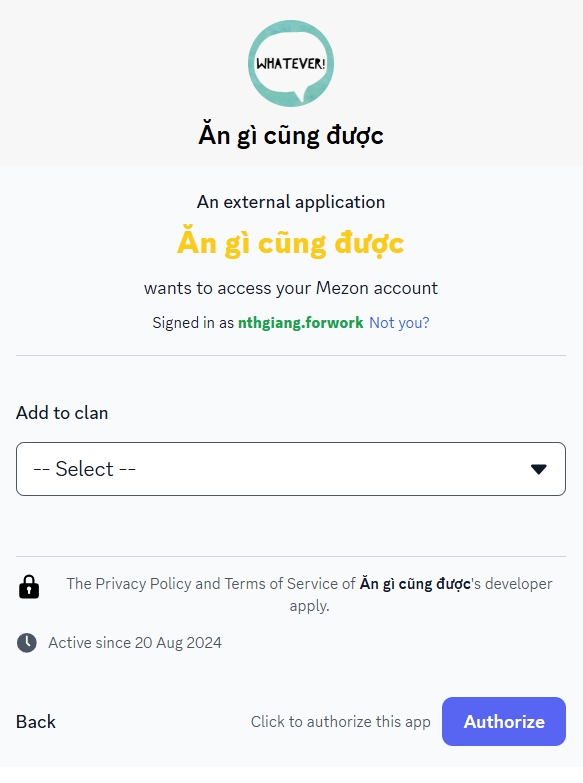 WHATEVER!
Ăn gì cũng được
An external application
Ăn gì cũng được
wants to access your Mezon account
Signed in as nthgiang.forwork Not you?
Add to clan
-- Select --
The Privacy Policy and Terms of Service of Ăn gì cũng được's developer
apply.
Active since 20 Aug 2024
Back
Click to authorize this app
Authorize